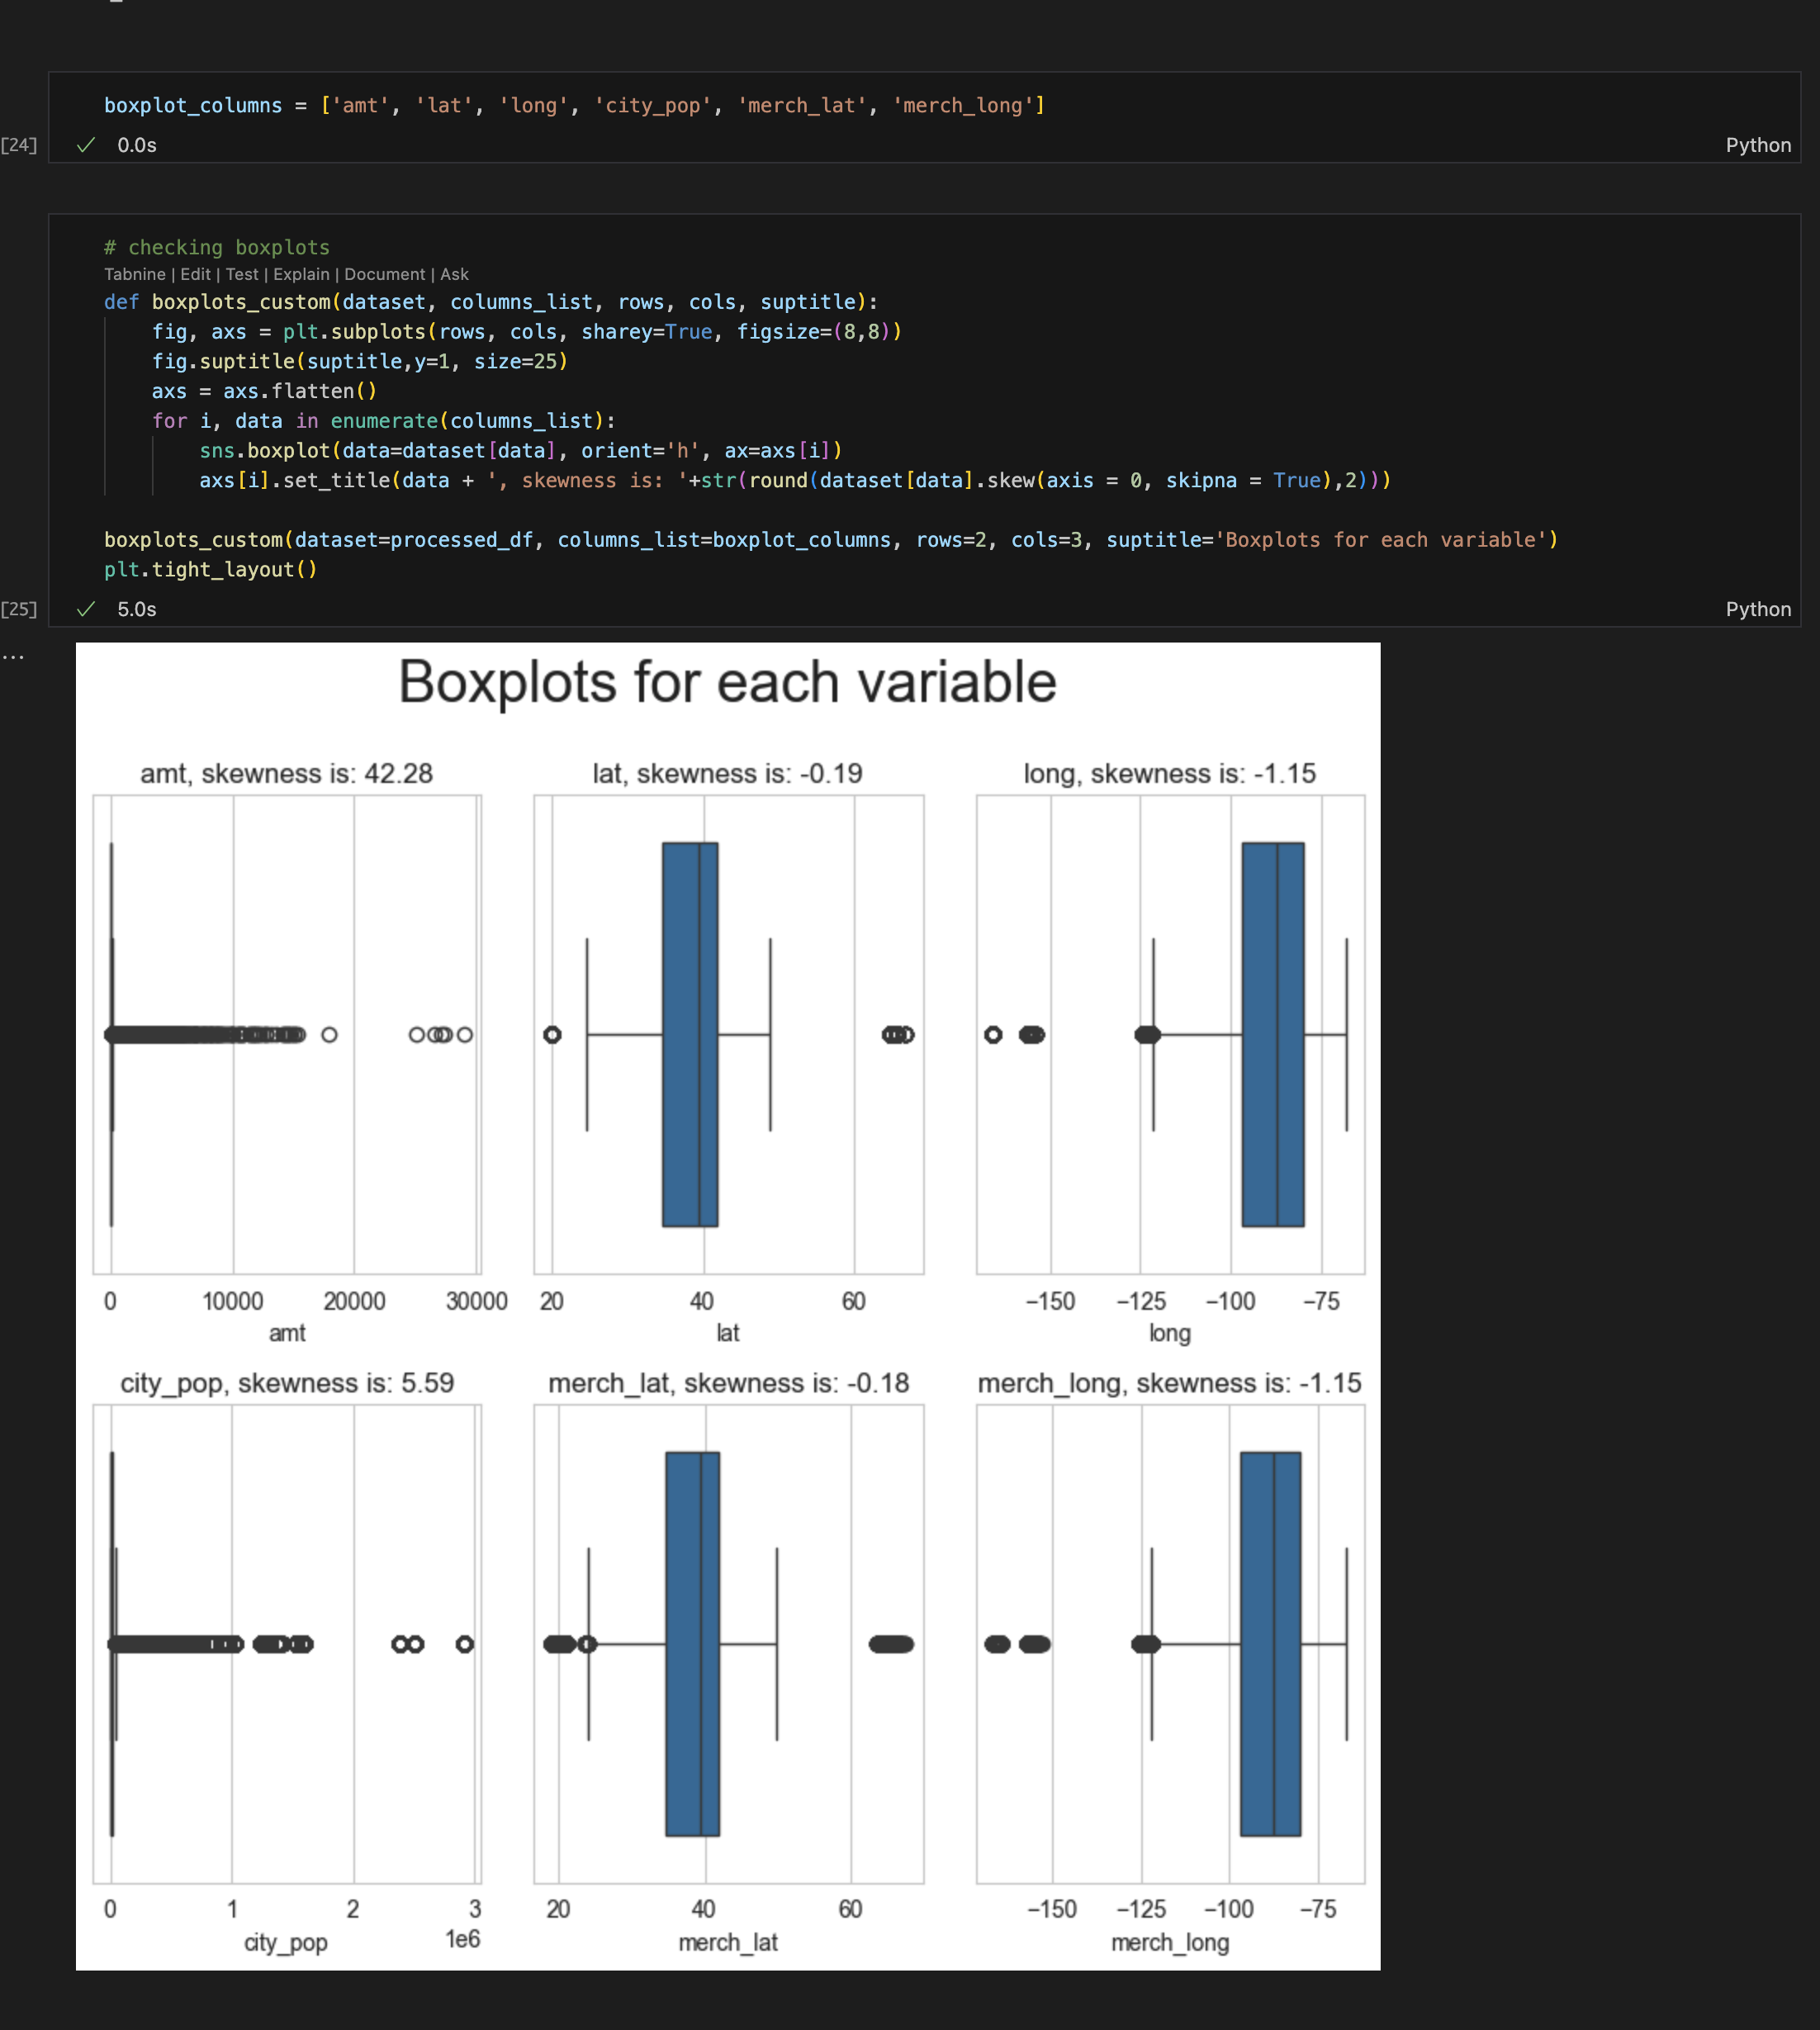 boxplot_columns = ['amt', 'lat', 'long', 'city_pop', 'merch_lat', 'merch_long']
[24]
0.0s
Python
# checking boxplots
Tabnine | Edit | Test | Explain | Document | Ask
def boxplots_custom(dataset, columns_list, rows, cols, suptitle):
    fig, axs = plt.subplots(rows, cols, sharey=True, figsize=(8,8))
    fig.suptitle(suptitle,y=1, size=25)
    axs = axs.flatten()
    for i, data in enumerate(columns_list):
        sns.boxplot(data=dataset[data], orient='h', ax=axs[i])
        axs[i].set_title(data + ', skewness is: '+str(round(dataset[data].skew(axis = 0, skipna = True),2)))
boxplots_custom(dataset=processed_df, columns_list=boxplot_columns, rows=2, cols=3, suptitle='Boxplots for each variable')
plt.tight_layout()
[25]
5.0s
Python
...
Boxplots for each variable
amt, skewness is: 42.28
lat, skewness is: -0.19
long, skewness is: -1.15
0 10000 20000 30000
20 40 60
−150 −125 −100 −75
amt
lat
long
city_pop, skewness is: 5.59
merch_lat, skewness is: -0.18
merch_long, skewness is: -1.15
0 1 2 3
20 40 60
−150 −125 −100 −75
1e6
city_pop
merch_lat
merch_long